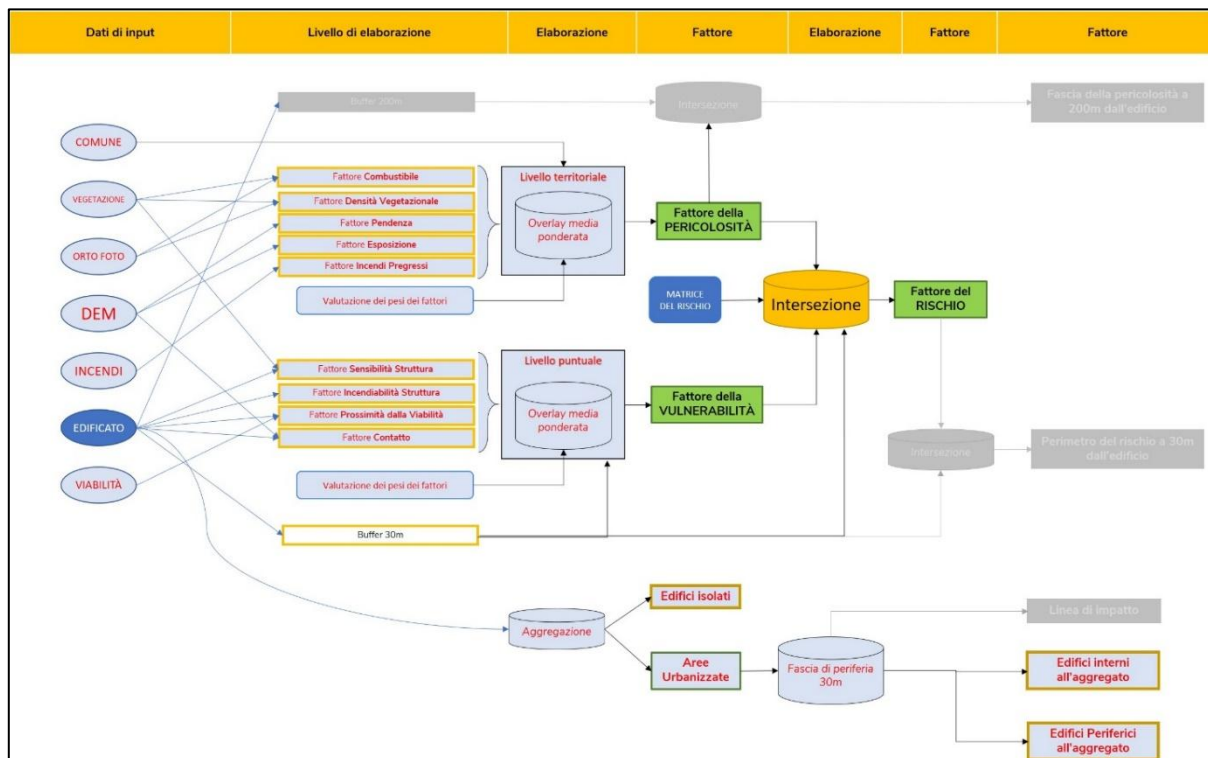 Dati di input
Livello di elaborazione
Elaborazione
Fattore
Elaborazione
Fattore
Fattore
Buffer 200m
Intersezione
Fascia della pericolosità a
200m dall'edificio
COMUNE
VEGETAZIONE
ORTO FOTO
DEM
INCENDI
EDIFICATO
VIABILITÀ
Fattore Combustibile
Fattore Densità Vegetazionale
Fattore Pendenza
Fattore Esposizione
Fattore Incendi Pregressi
Valutazione dei pesi dei fattori
Livello territoriale
Overlay media
ponderata
Fattore della
PERICOLOSITÀ
MATRICE
DEL RISCHIO
Intersezione
Fattore del
RISCHIO
Fattore Sensibilità Struttura
Fattore Incendiabilità Struttura
Fattore Prossimità dalla Viabilità
Fattore Contatto
Valutazione dei pesi dei fattori
Livello puntuale
Overlay media
ponderata
Fattore della
VULNERABILITÀ
Intersezione
Perimetro del rischio a 30m
dall'edificio
Buffer 30m
Aggregazione
Edifici isolati
Aree
Urbanizzate
Fascia di periferia
30m
Linea di impatto
Edifici interni
all'aggregato
Edifici Periferici
all'aggregato